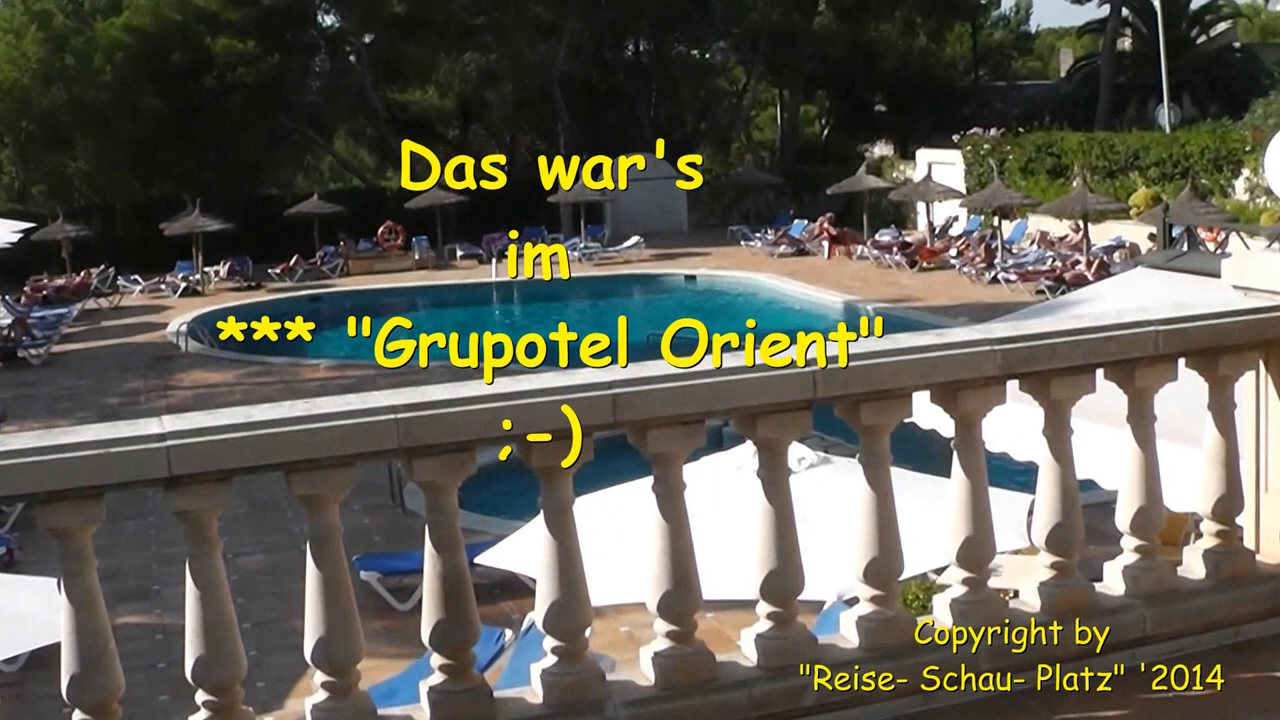 Das war's
im
*** "Grupotel Orient"
;-)
Copyright by
"Reise- Schau- Platz" '2014